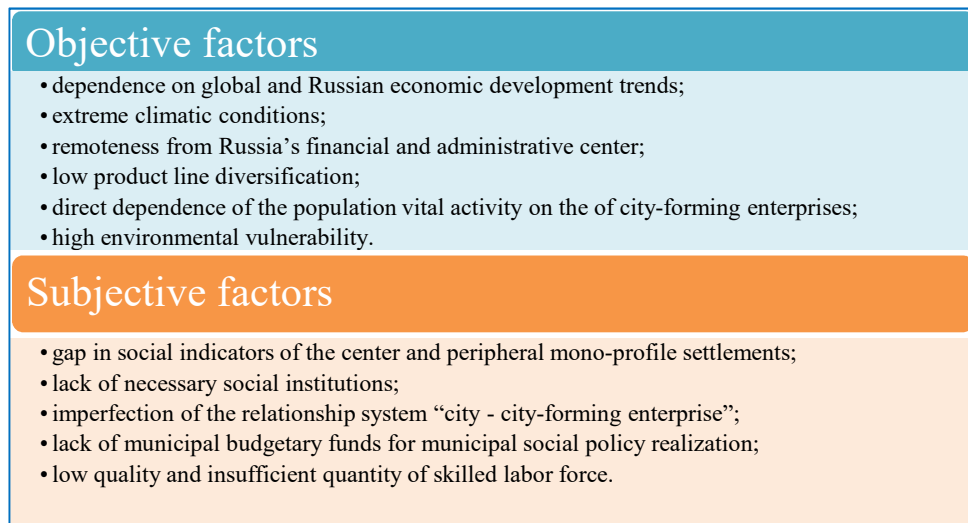 Objective factors
• dependence on global and Russian economic development trends;
• extreme climatic conditions;
• remoteness from Russia’s financial and administrative center;
• low product line diversification;
• direct dependence of the population vital activity on the of city-forming enterprises;
• high environmental vulnerability.
Subjective factors
• gap in social indicators of the center and peripheral mono-profile settlements;
• lack of necessary social institutions;
• imperfection of the relationship system “city - city-forming enterprise”;
• lack of municipal budgetary funds for municipal social policy realization;
• low quality and insufficient quantity of skilled labor force.